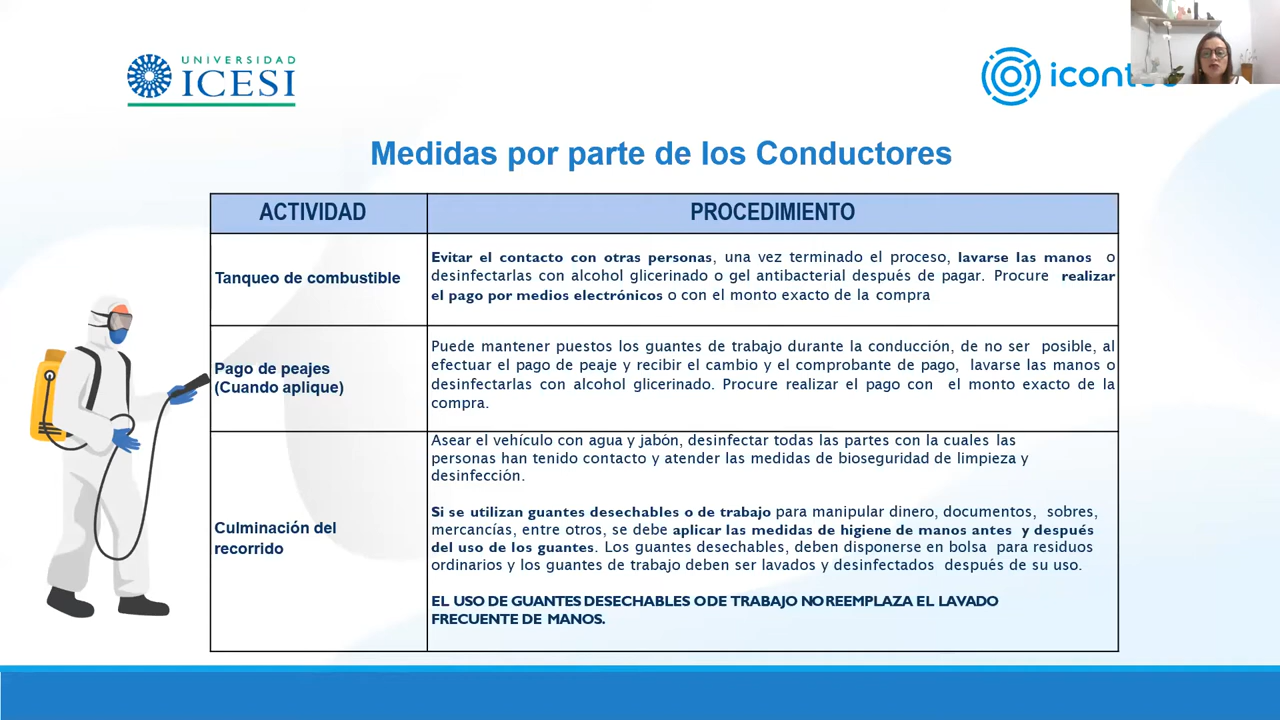 UNIVERSIDAD
ICESI
Medidas por parte de los Conductores
ACTIVIDAD
PROCEDIMIENTO
Tanqueo de combustible
Evitar el contacto con otras personas, una vez terminado el proceso, lavarse las manos o
desinfectarlas con alcohol glicerinado o gel antibacterial después de pagar. Procure realizar
el pago por medios electrónicos o con el monto exacto de la compra
Pago de peajes
(Cuando aplique)
Puede mantener puestos los guantes de trabajo durante la conducción, de no ser posible, al
efectuar el pago de peaje y recibir el cambio y el comprobante de pago, lavarse las manos o
desinfectarlas con alcohol glicerinado. Procure realizar el pago con el monto exacto de la
compra.
Culminación del
recorrido
Asear el vehículo con agua y jabón, desinfectar todas las partes con la cuales las
personas han tenido contacto y atender las medidas de bioseguridad de limpieza y
desinfección.
Si se utilizan guantes desechables o de trabajo para manipular dinero, documentos, sobres,
mercancías, entre otros, se debe aplicar las medidas de higiene de manos antes y después
del uso de los guantes. Los guantes desechables, deben disponerse en bolsa para residuos
ordinarios y los guantes de trabajo deben ser lavados y desinfectados después de su uso.
EL USO DE GUANTES DESECHABLES O DE TRABAJO NO REEMPLAZA EL LAVADO
FRECUENTE DE MANOS.